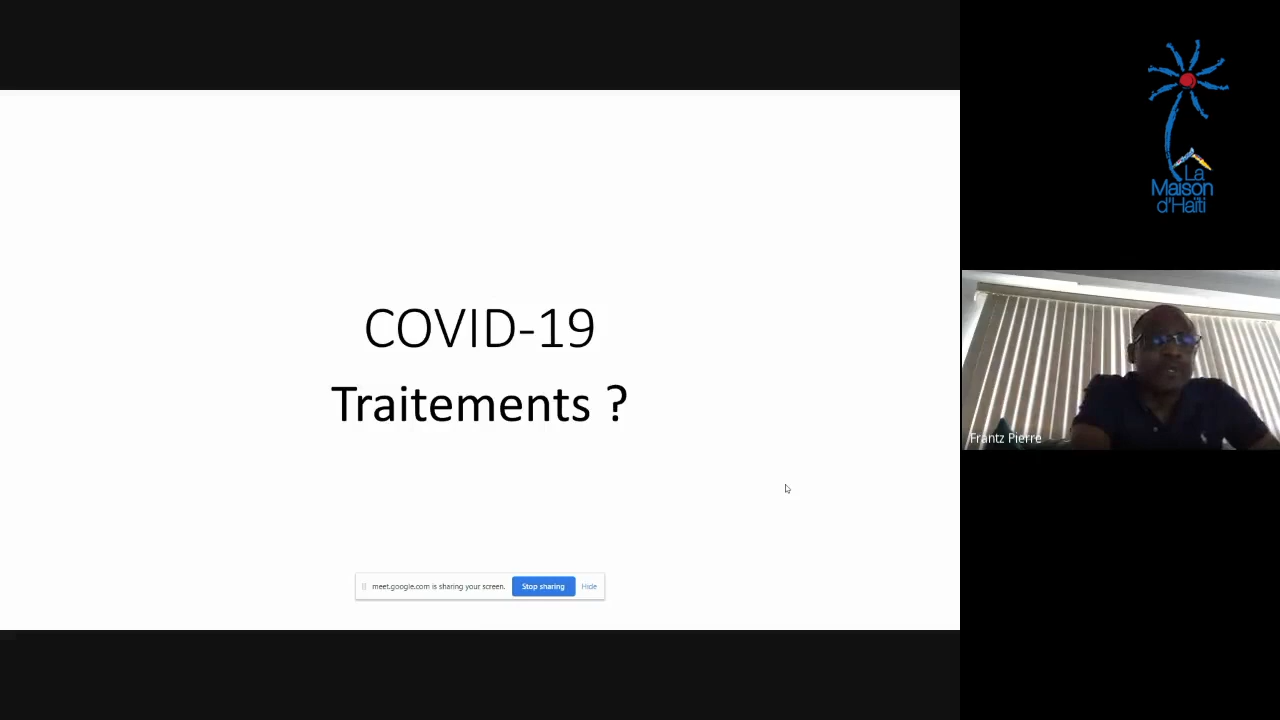 COVID-19
Traitements ?
meet.google.com is sharing your screen.
Stop sharing
Hide
La
Maison
d'Haïti
Frantz Pierre